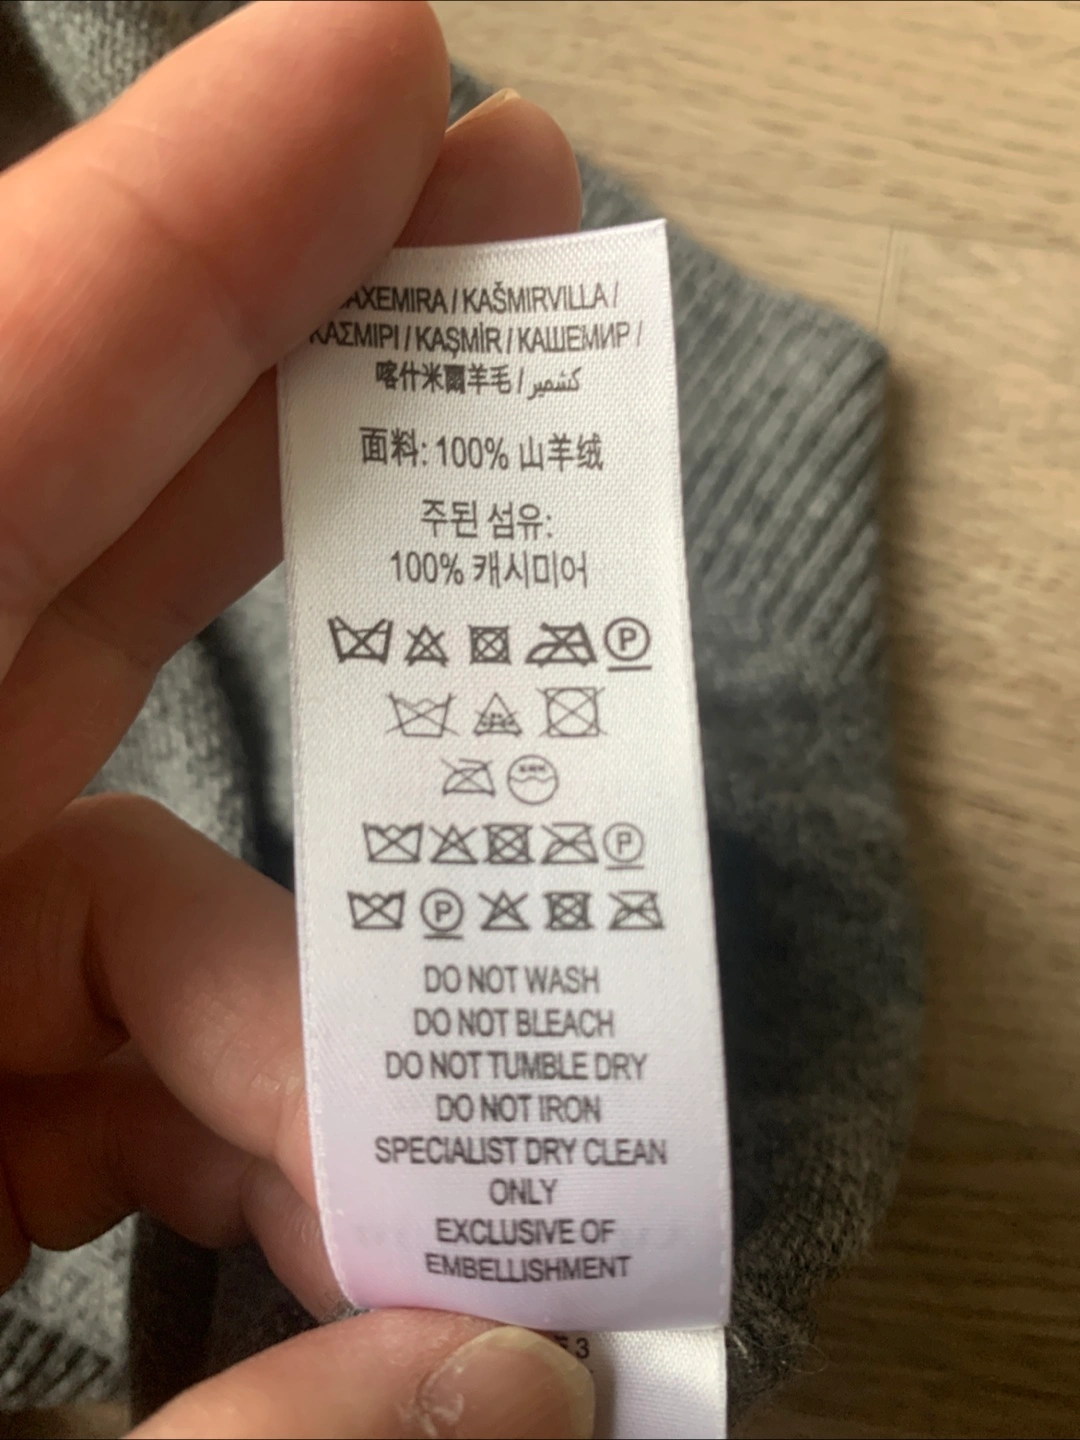 AXEMIRA / KAŠMIRVILLA /
ΚΑΣΜΙΡΙ / KAŞMİR / КАШЕМИР /
喀什米爾羊毛 / كشمير
面料: 100% 山羊绒
주된 섬유:
100% 캐시미어
P
P
P
DO NOT WASH
DO NOT BLEACH
DO NOT TUMBLE DRY
DO NOT IRON
SPECIALIST DRY CLEAN
ONLY
EXCLUSIVE OF
EMBELLISHMENT
3